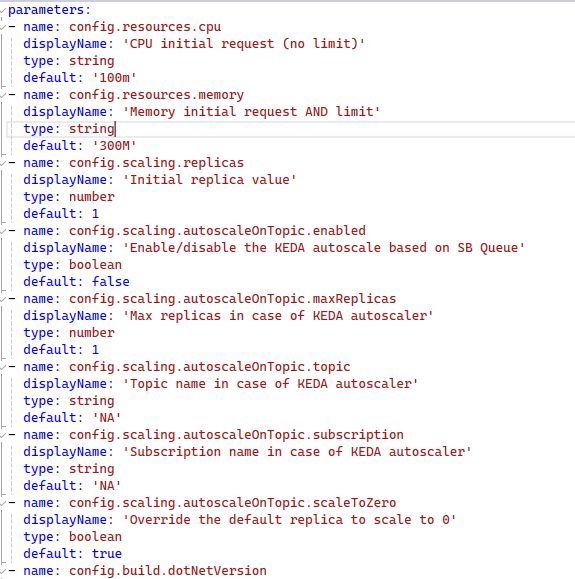 parameters:
- name: config.resources.cpu
  displayName: 'CPU initial request (no limit)'
  type: string
  default: '100m'
- name: config.resources.memory
  displayName: 'Memory initial request AND limit'
  type: string
  default: '300M'
- name: config.scaling.replicas
  displayName: 'Initial replica value'
  type: number
  default: 1
- name: config.scaling.autoscaleOnTopic.enabled
  displayName: 'Enable/disable the KEDA autoscale based on SB Queue'
  type: boolean
  default: false
- name: config.scaling.autoscaleOnTopic.maxReplicas
  displayName: 'Max replicas in case of KEDA autoscaler'
  type: number
  default: 1
- name: config.scaling.autoscaleOnTopic.topic
  displayName: 'Topic name in case of KEDA autoscaler'
  type: string
  default: 'NA'
- name: config.scaling.autoscaleOnTopic.subscription
  displayName: 'Subscription name in case of KEDA autoscaler'
  type: string
  default: 'NA'
- name: config.scaling.autoscaleOnTopic.scaleToZero
  displayName: 'Override the default replica to scale to 0'
  type: boolean
  default: true
- name: config.build.dotNetVersion